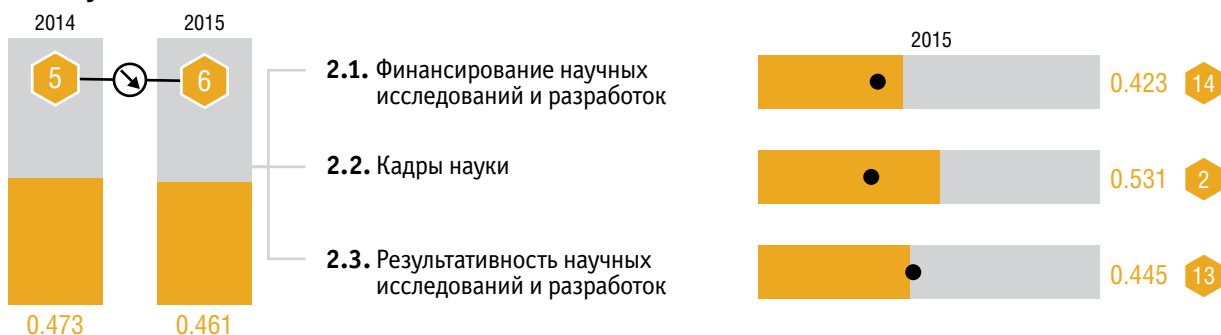 2014
2015
5
6
0.473
0.461
2.1. Финансирование научных
исследований и разработок
2.2. Кадры науки
2.3. Результативность научных
исследований и разработок
2015
0.423
14
0.531
2
0.445
13